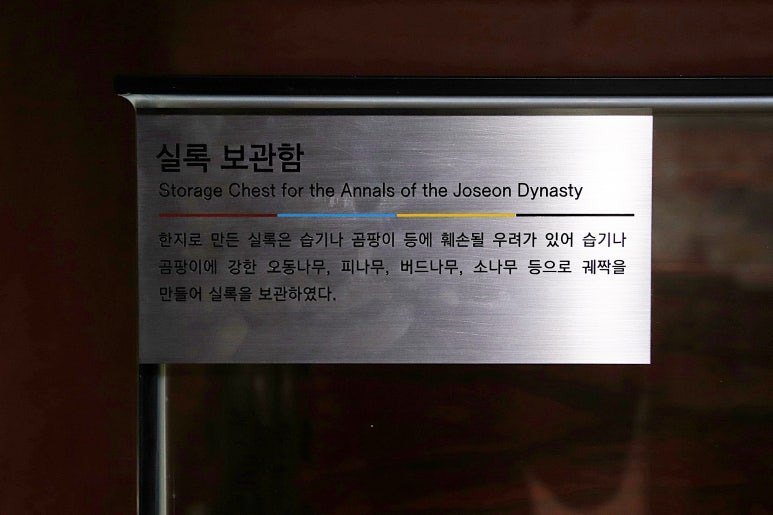 실록 보관함
Storage Chest for the Annals of the Joseon Dynasty
한지로 만든 실록은 습기나 곰팡이 등에 훼손될 우려가 있어 습기나
곰팡이에 강한 오동나무, 피나무, 버드나무, 소나무 등으로 궤짝을
만들어 실록을 보관하였다.